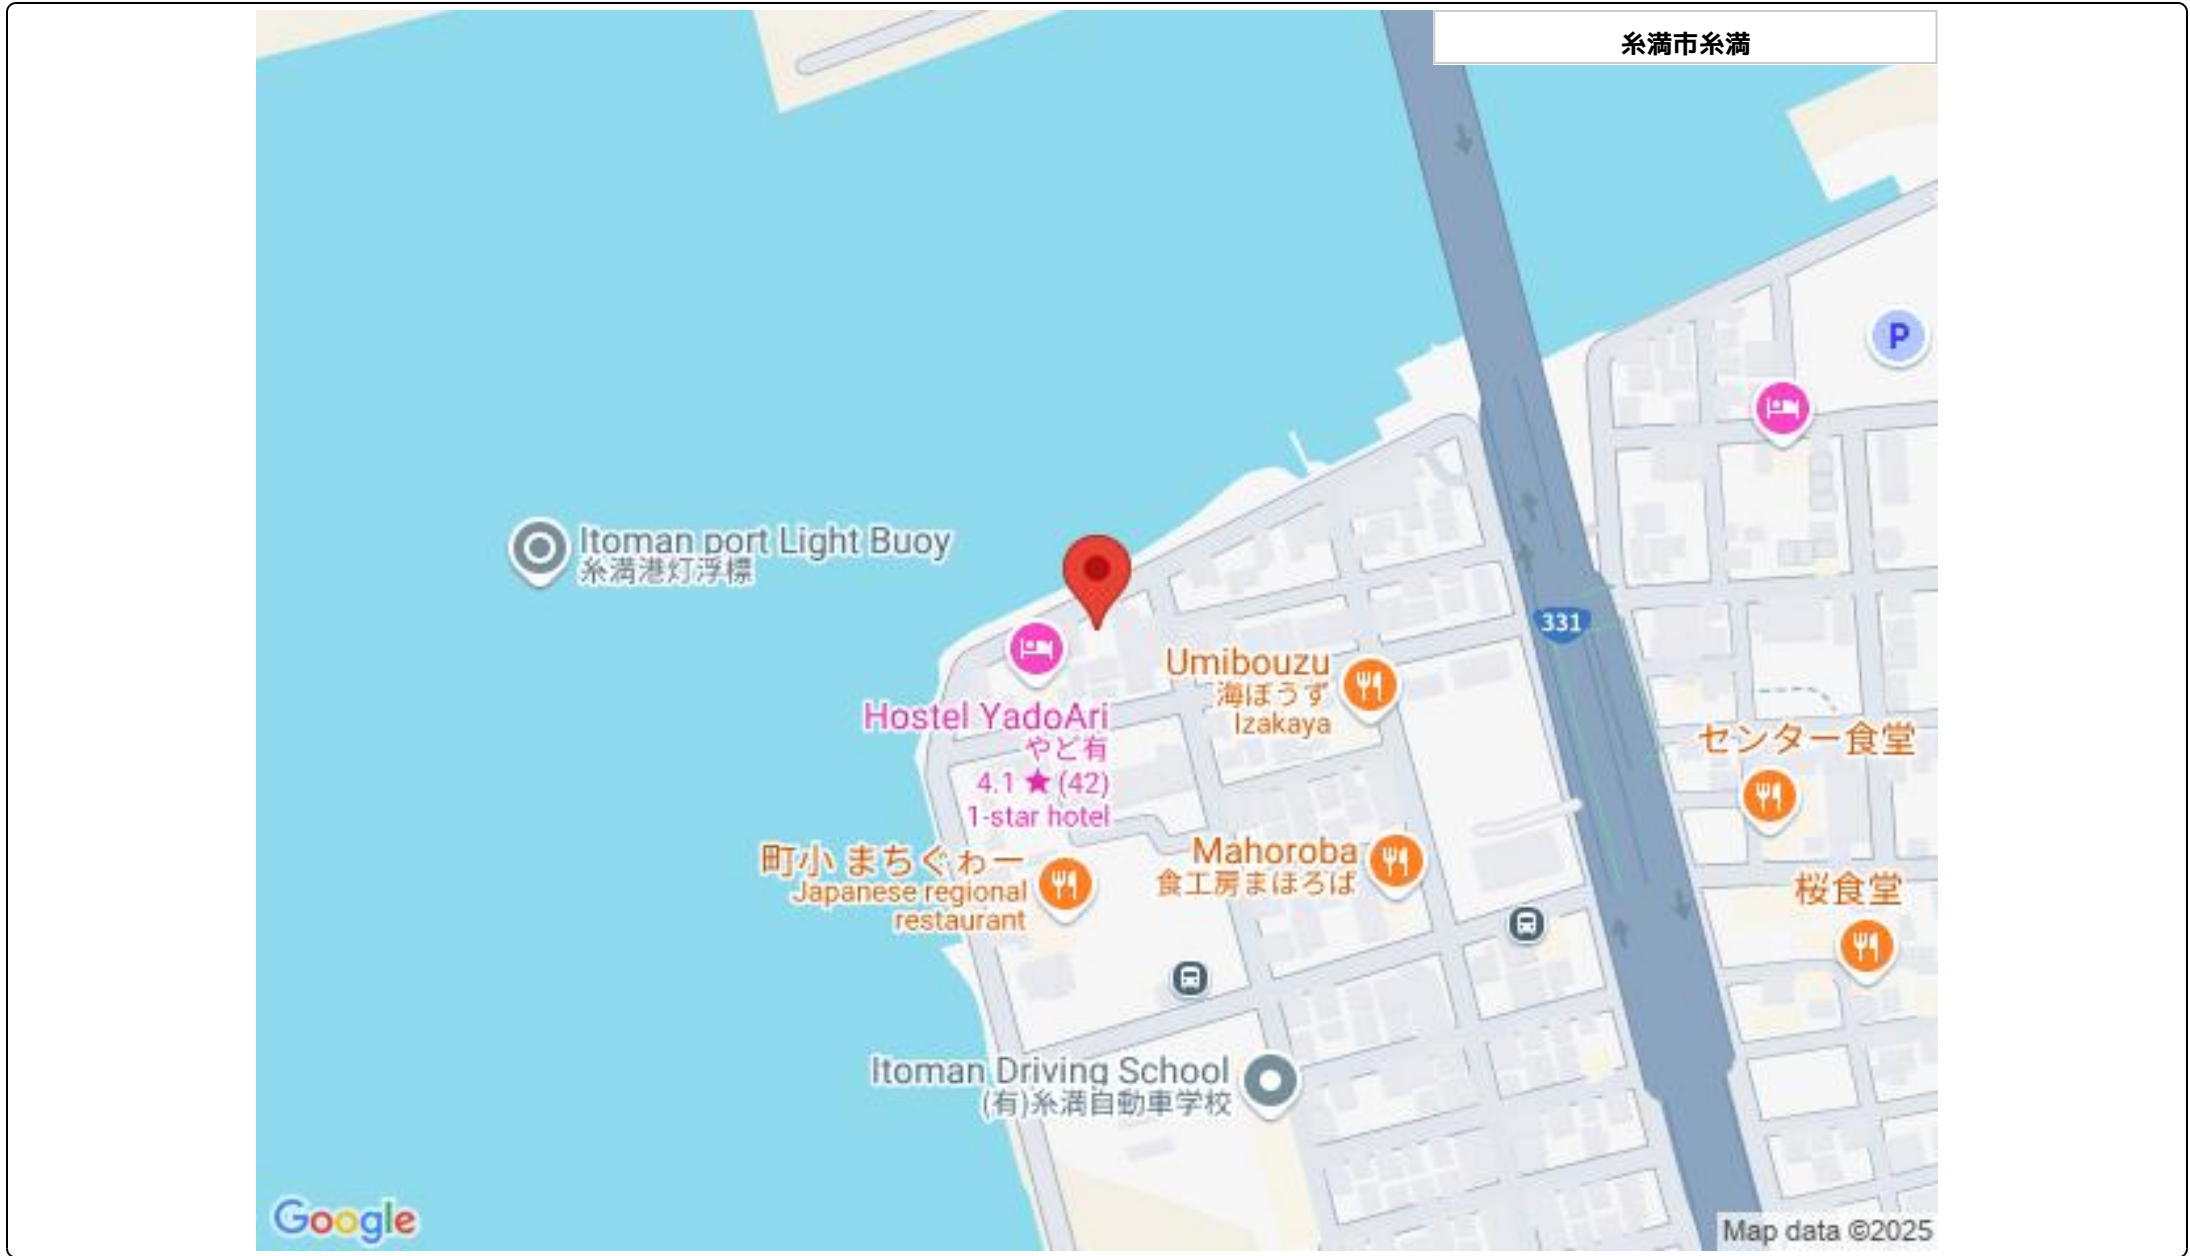 糸満市糸満
P
Itoman port Light Buoy
糸満港灯浮標
331
Umibouzu
海ぼうず
Izakaya
Hostel YadoAri
やど有
4.1 ★ (42)
1-star hotel
センター食堂
町小 まちぐゎー
Japanese regional
restaurant
Mahoroba
食工房まほろば
桜食堂
Itoman Driving School
(有)糸満自動車学校
Google
Map data ©2025